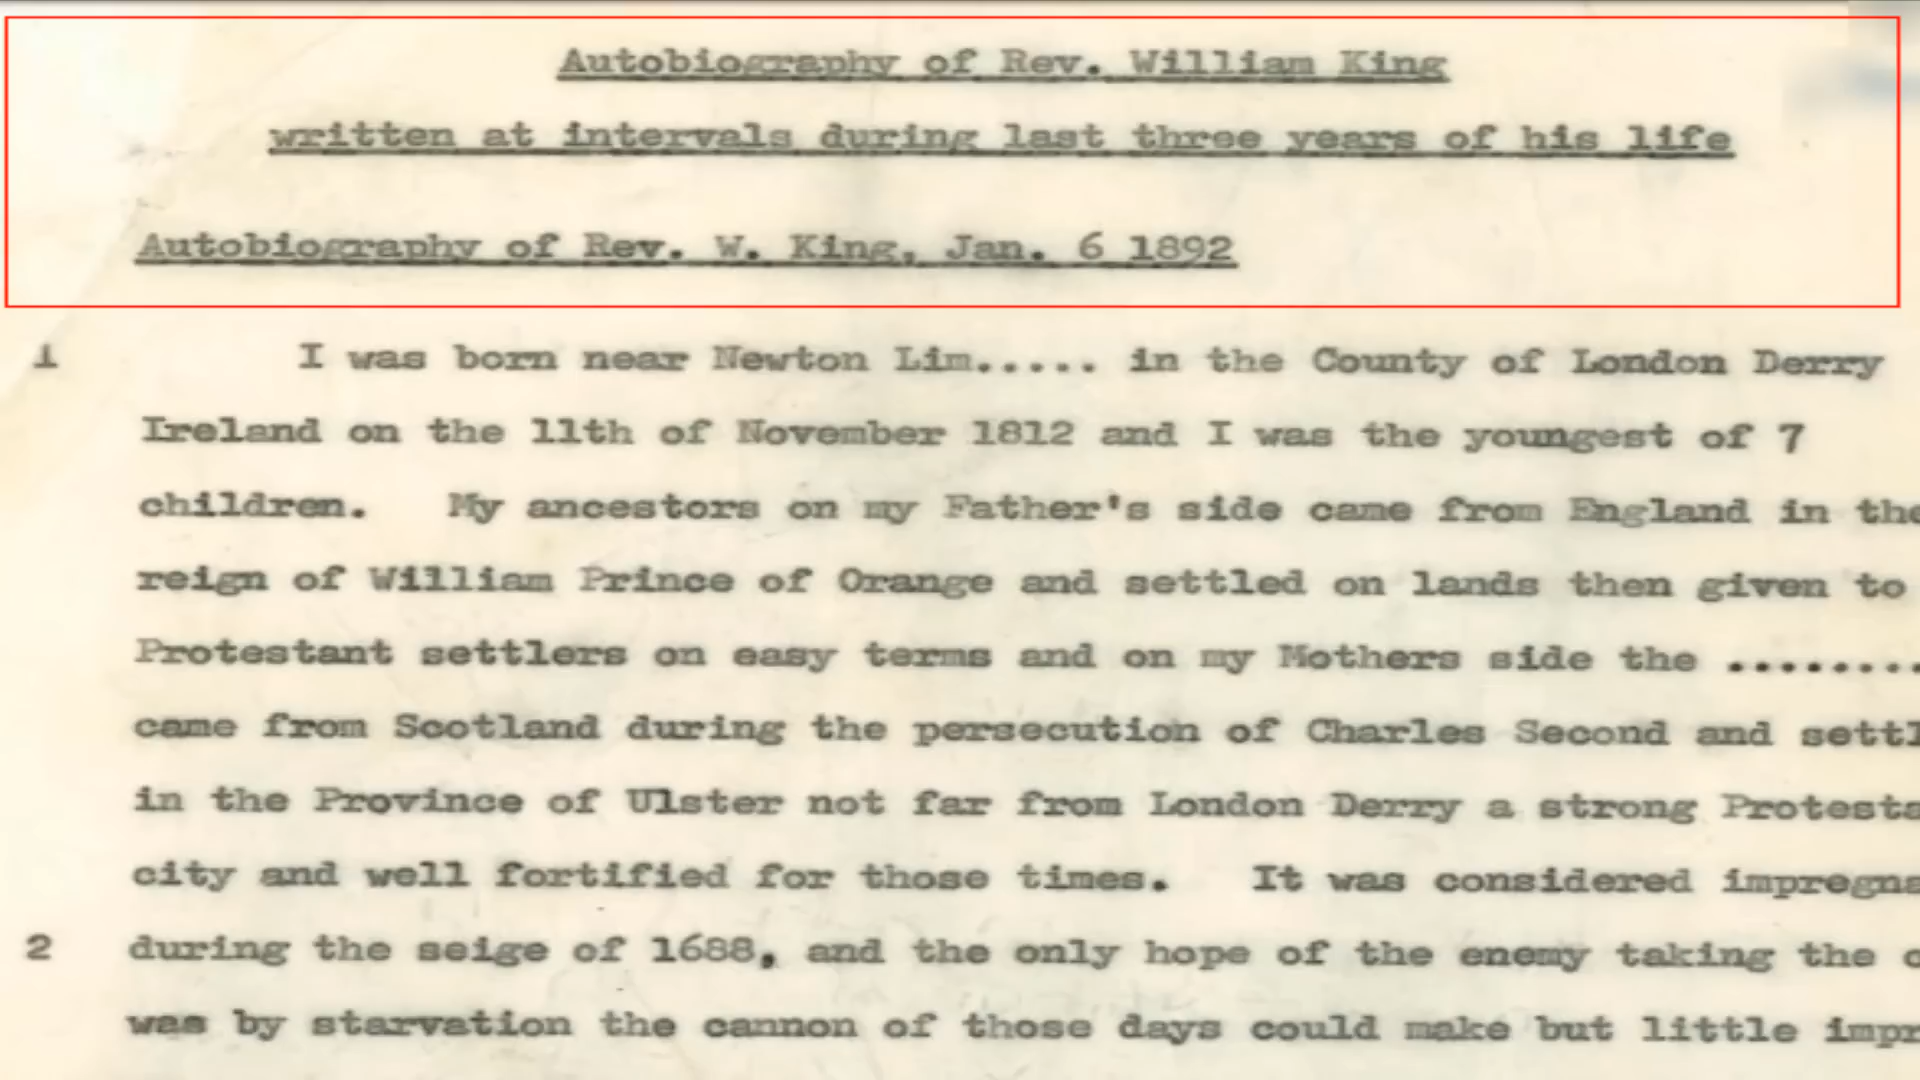 Autobiography of Rev. William King
written at intervals during last three years of his life
Autobiography of Rev. W. King, Jan. 6 1892
1 I was born near Newton Lim..... in the County of London Derry
Ireland on the 11th of November 1812 and I was the youngest of 7
children. My ancestors on my Father's side came from England in the
reign of William Prince of Orange and settled on lands then given to
Protestant settlers on easy terms and on my Mothers side the ........
came from Scotland during the persecution of Charles Second and settl
in the Province of Ulster not far from London Derry a strong Protesta
city and well fortified for those times. It was considered impregna
2 during the seige of 1688, and the only hope of the enemy taking the c
was by starvation the cannon of those days could make but little impr